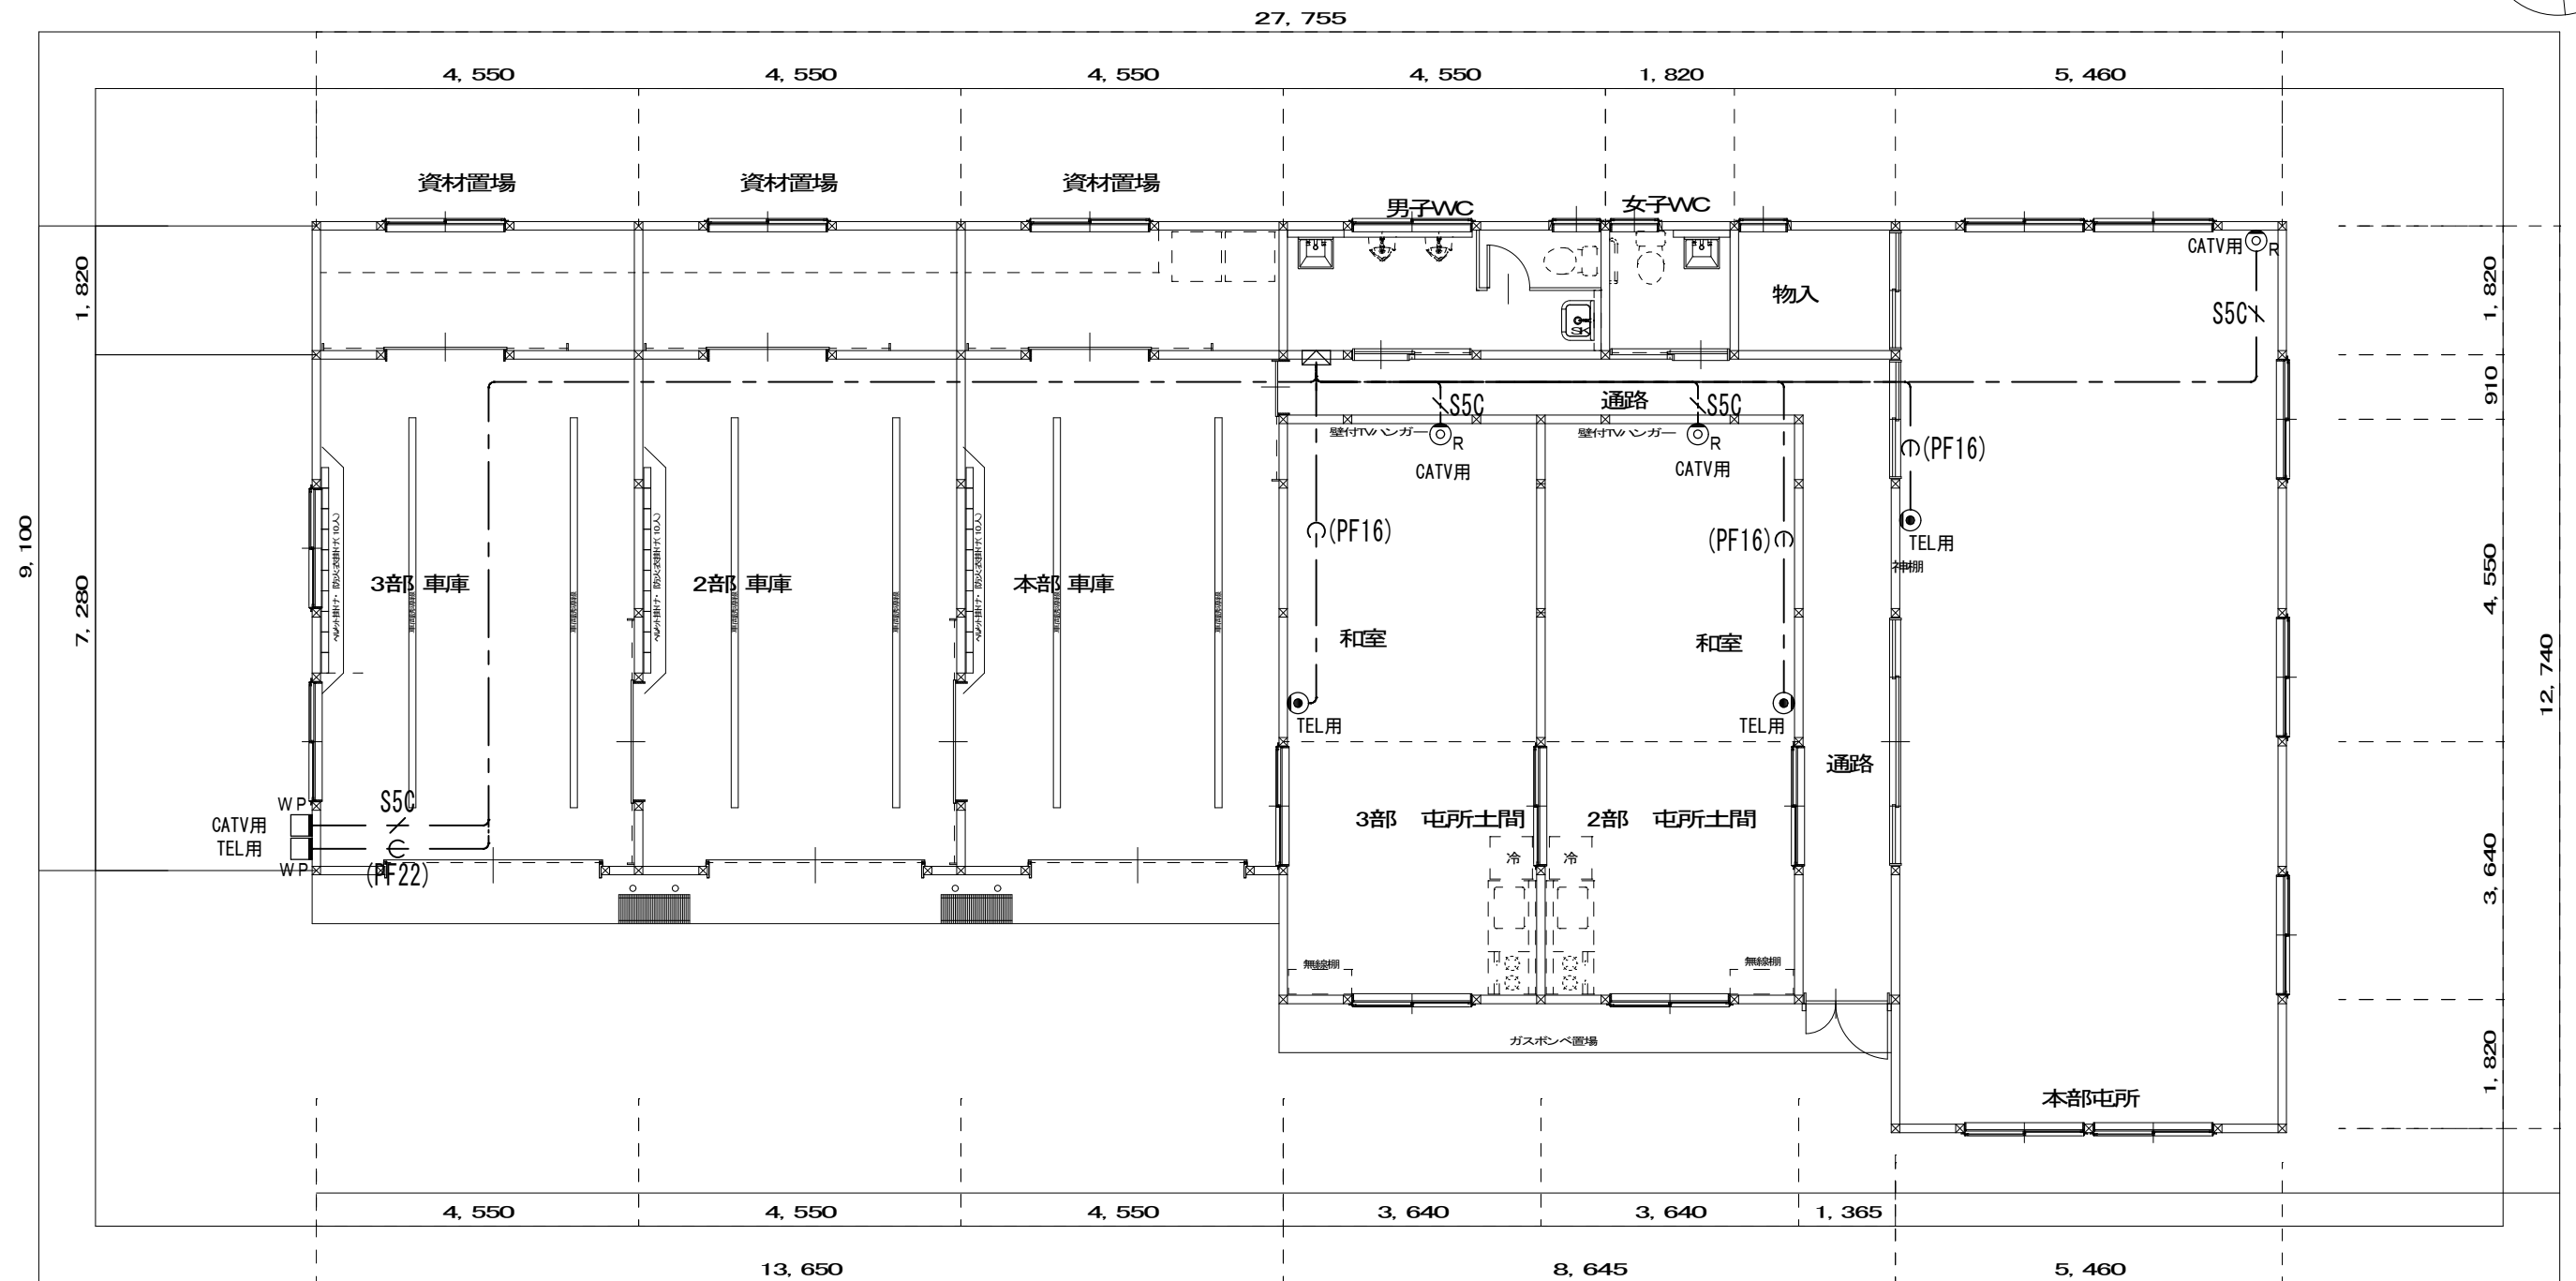 27,755
4,550
4,550
4,550
4,550
1,820
5,460
資材置場
資材置場
資材置場
男子WC
女子WC
CATV用
R
1,820
物入
1,820
S5C
SK
910
S5C
通路
S5C
壁付TVハンガー
R
壁付TVハンガー
R
(PF16)
CATV用
CATV用
9,100
(PF16)
(PF16)
TEL用
神棚
7,280
3部 車庫
2部 車庫
本部 車庫
4,550
和室
和室
12,740
TEL用
TEL用
通路
WP
S5C
CATV用
TEL用
WP
(PF22)
3部 屯所土間
2部 屯所土間
冷
冷
3,640
無線棚
無線棚
ガスボンベ置場
1,820
本部屯所
4,550
4,550
4,550
3,640
3,640
1,365
13,650
8,645
5,460